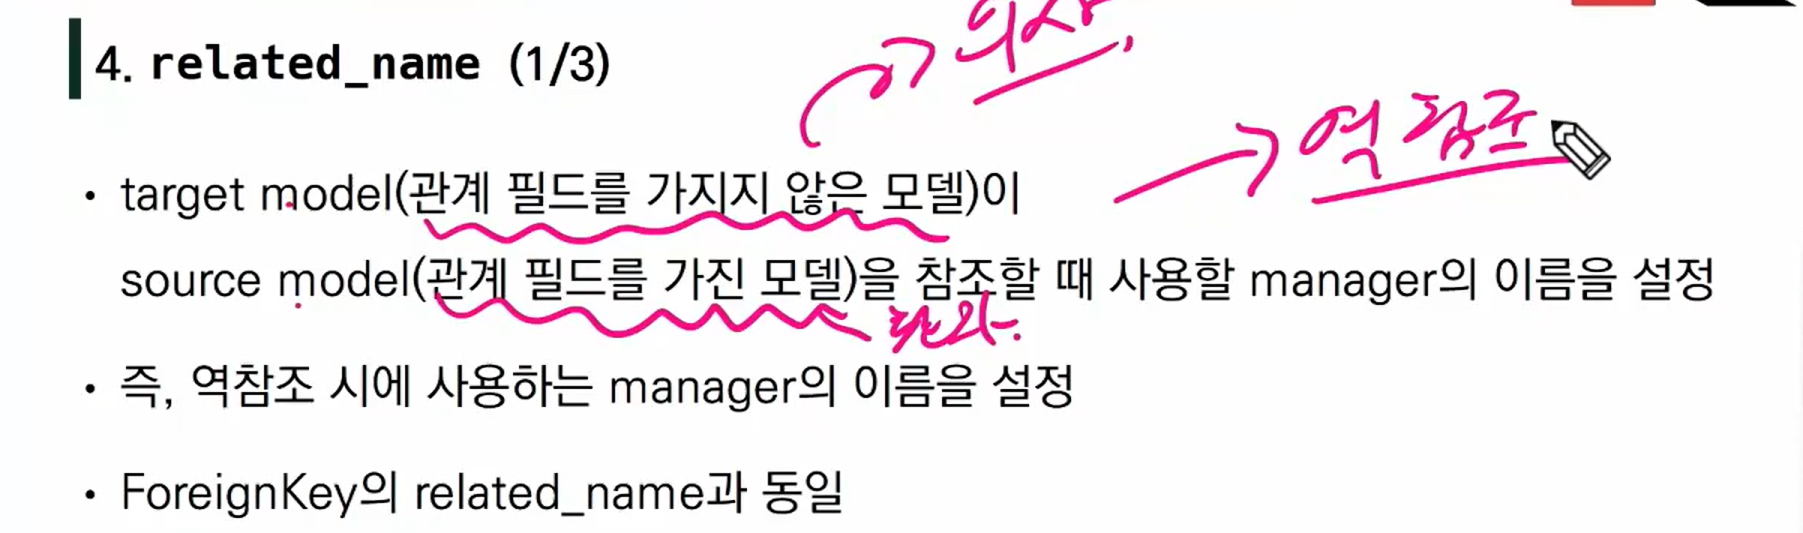 4. related_name (1/3)
의사
역참조
• target model(관계 필드를 가지지 않은 모델)이
source model(관계 필드를 가진 모델)을 참조할 때 사용할 manager의 이름을 설정
환자.
• 즉, 역참조 시에 사용하는 manager의 이름을 설정
• ForeignKey의 related_name과 동일